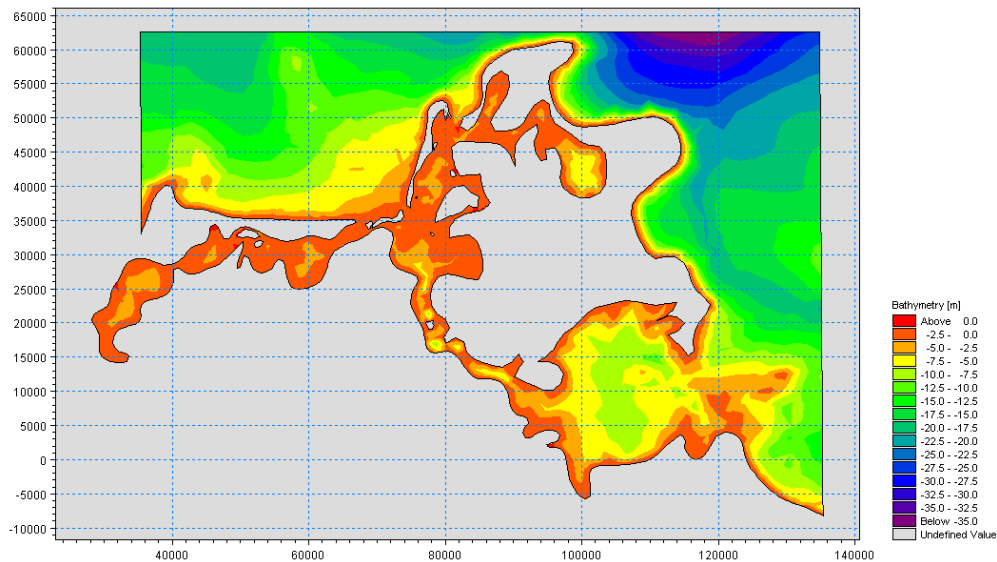 65000
60000
55000
50000
45000
40000
35000
30000
25000
20000
15000
10000
5000
0
-5000
-10000
40000 60000 80000 100000 120000 140000
Bathymetry [m]
Above 0.0
-2.5 - 0.0
-5.0 - -2.5
-7.5 - -5.0
-10.0 - -7.5
-12.5 - -10.0
-15.0 - -12.5
-17.5 - -15.0
-20.0 - -17.5
-22.5 - -20.0
-25.0 - -22.5
-27.5 - -25.0
-30.0 - -27.5
-32.5 - -30.0
-35.0 - -32.5
Below -35.0
Undefined Value